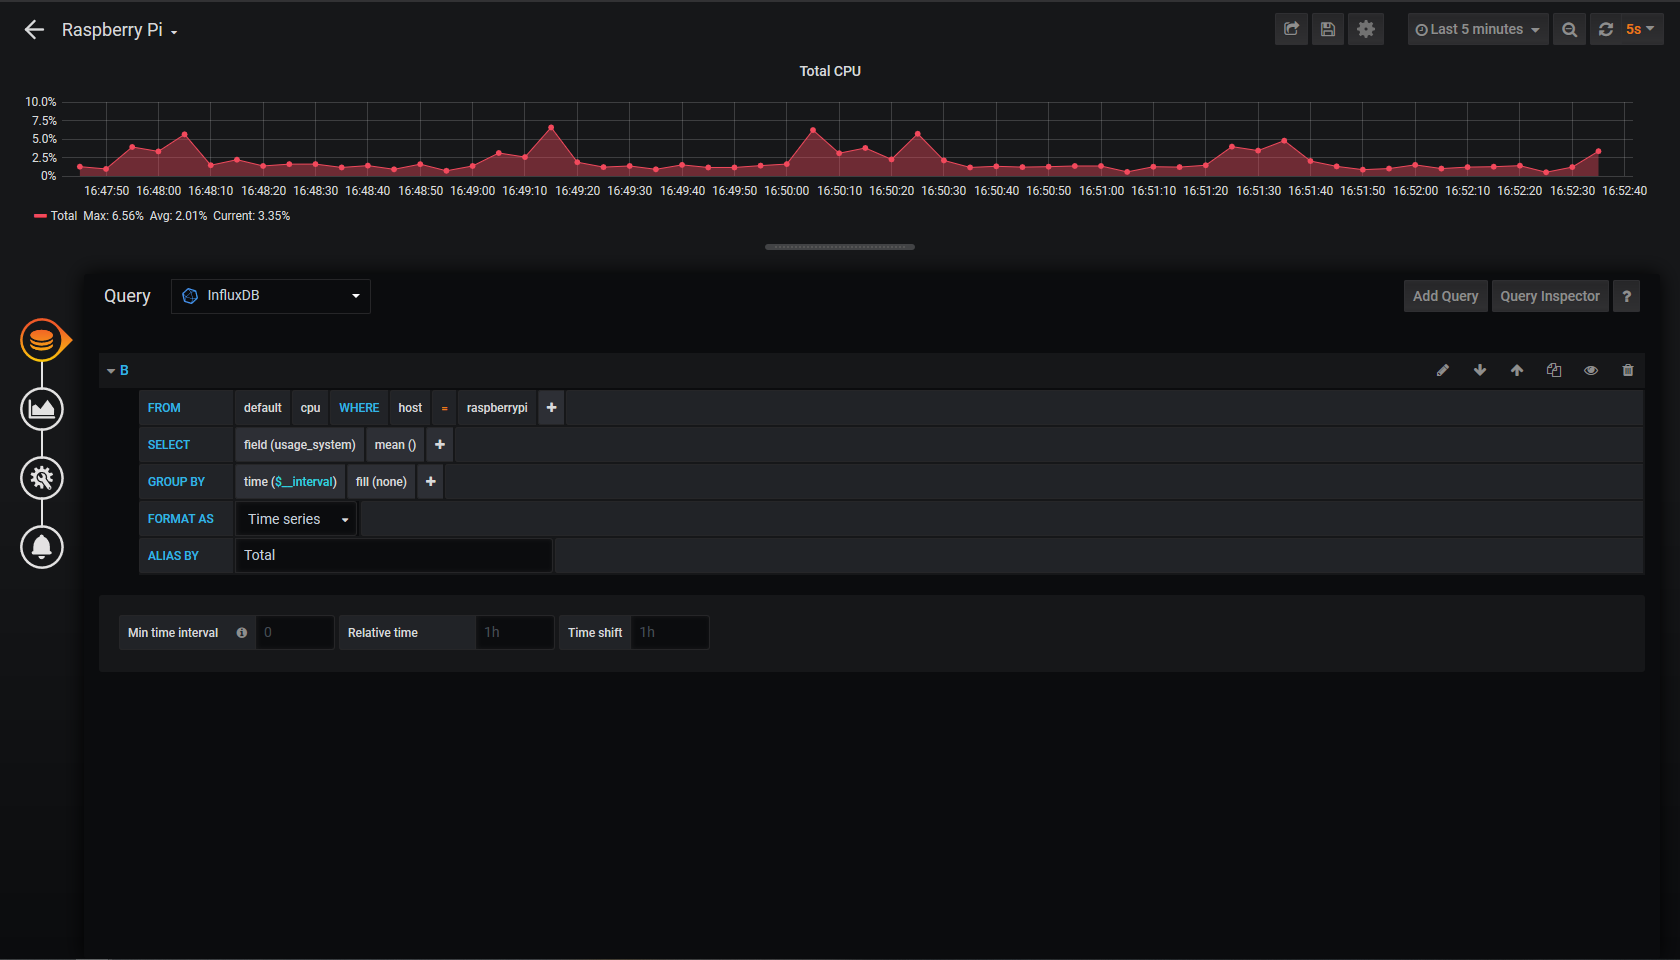 Raspberry Pi
Last 5 minutes 5s
Total CPU
10.0%
7.5%
5.0%
2.5%
0%
16:47:50 16:48:00 16:48:10 16:48:20 16:48:30 16:48:40 16:48:50 16:49:00 16:49:10 16:49:20 16:49:30 16:49:40 16:49:50 16:50:00 16:50:10 16:50:20 16:50:30 16:50:40 16:50:50 16:51:00 16:51:10 16:51:20 16:51:30 16:51:40 16:51:50 16:52:00 16:52:10 16:52:20 16:52:30 16:52:40
Total Max: 6.56% Avg: 2.01% Current: 3.35%
Query InfluxDB Add Query Query Inspector ?
B
FROM default cpu WHERE host = raspberrypi +
SELECT field (usage_system) mean () +
GROUP BY time ($__interval) fill (none) +
FORMAT AS Time series
ALIAS BY Total
Min time interval 0 Relative time 1h Time shift 1h